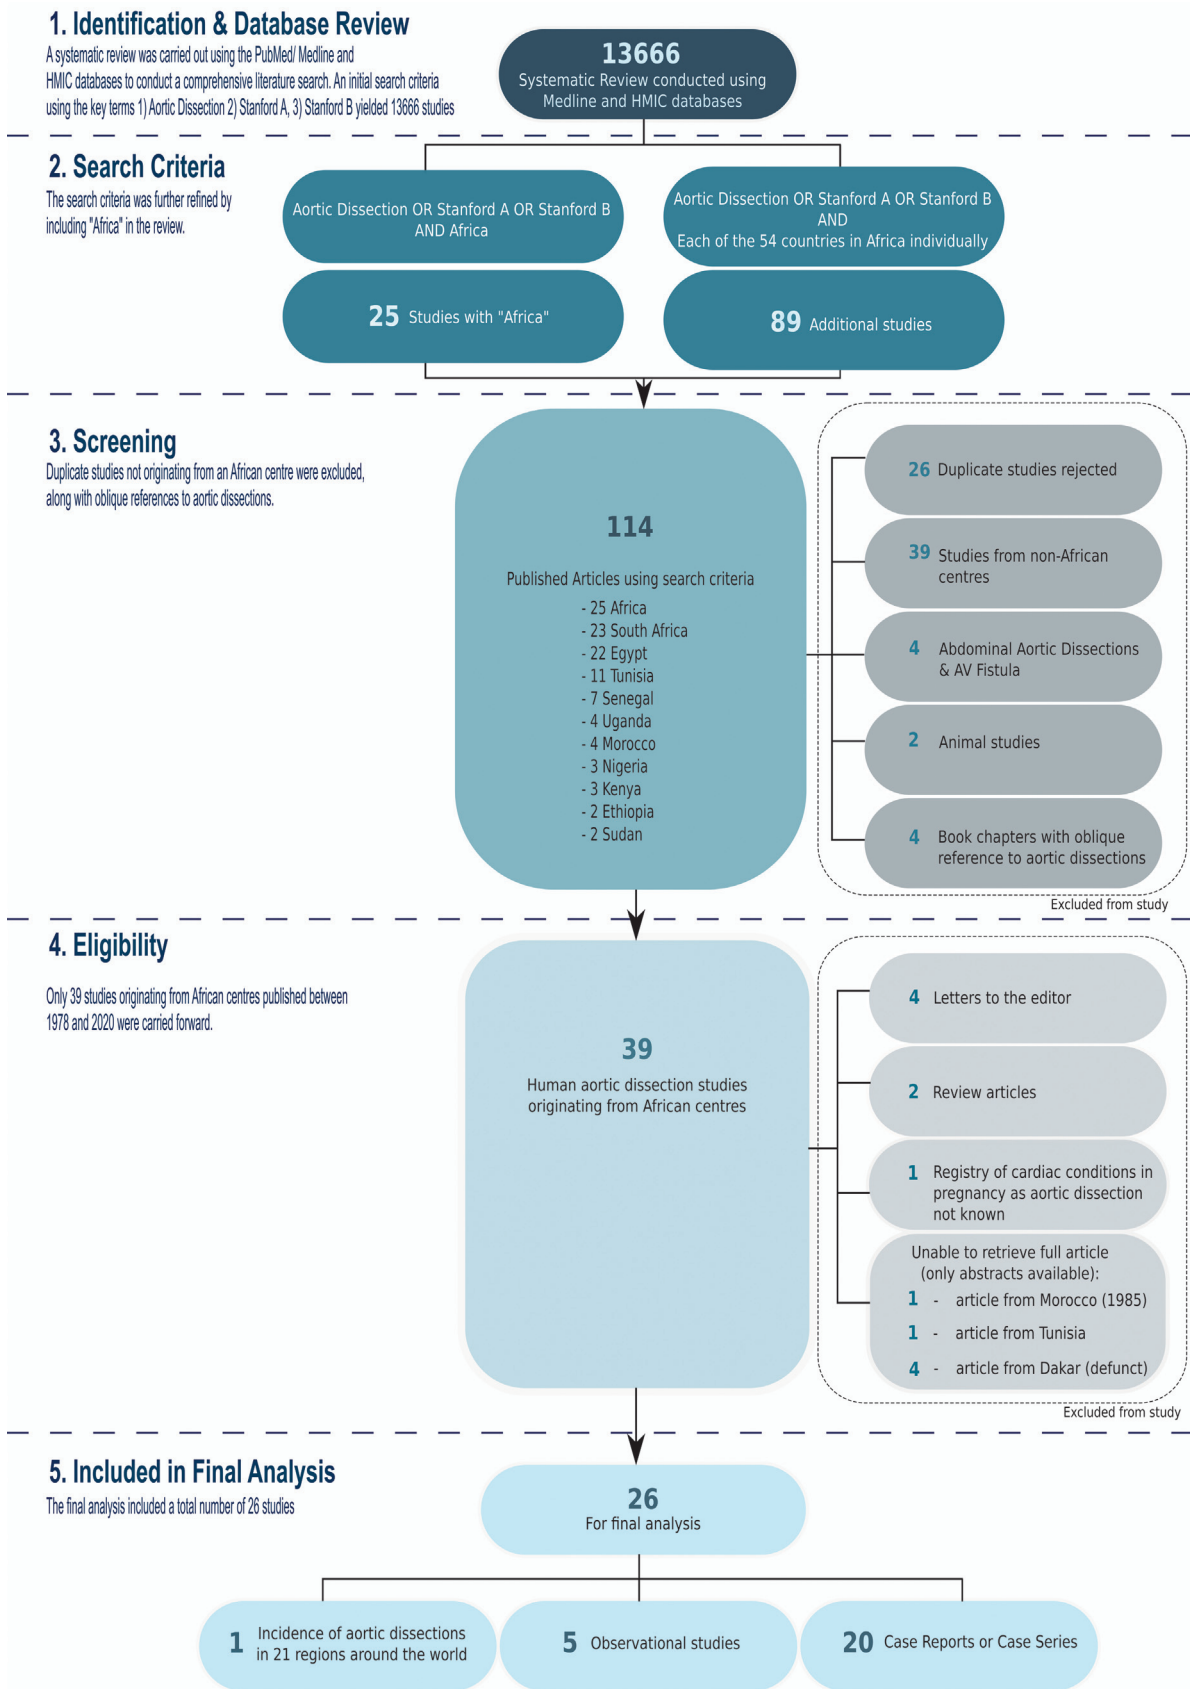 1. Identification & Database Review
A systematic review was carried out using the PubMed/ Medline and
HMIC databases to conduct a comprehensive literature search. An initial search criteria
using the key terms 1) Aortic Dissection 2) Stanford A, 3) Stanford B yielded 13666 studies
13666
Systematic Review conducted using
Medline and HMIC databases
2. Search Criteria
The search criteria was further refined by
including "Africa" in the review.
Aortic Dissection OR Stanford A OR Stanford B
AND Africa
Aortic Dissection OR Stanford A OR Stanford B
AND
Each of the 54 countries in Africa individually
25 Studies with "Africa"
89 Additional studies
3. Screening
Duplicate studies not originating from an African centre were excluded,
along with oblique references to aortic dissections.
114
Published Articles using search criteria
- 25 Africa
- 23 South Africa
- 22 Egypt
- 11 Tunisia
- 7 Senegal
- 4 Uganda
- 4 Morocco
- 3 Nigeria
- 3 Kenya
- 2 Ethiopia
- 2 Sudan
26 Duplicate studies rejected
39 Studies from non-African
centres
4 Abdominal Aortic Dissections
& AV Fistula
2 Animal studies
4 Book chapters with oblique
reference to aortic dissections
Excluded from study
4. Eligibility
Only 39 studies originating from African centres published between
1978 and 2020 were carried forward.
39
Human aortic dissection studies
originating from African centres
4 Letters to the editor
2 Review articles
1 Registry of cardiac conditions in
pregnancy as aortic dissection
not known
Unable to retrieve full article
(only abstracts available):
1 - article from Morocco (1985)
1 - article from Tunisia
4 - article from Dakar (defunct)
Excluded from study
5. Included in Final Analysis
The final analysis included a total number of 26 studies
26
For final analysis
1 Incidence of aortic dissections
in 21 regions around the world
5 Observational studies
20 Case Reports or Case Series